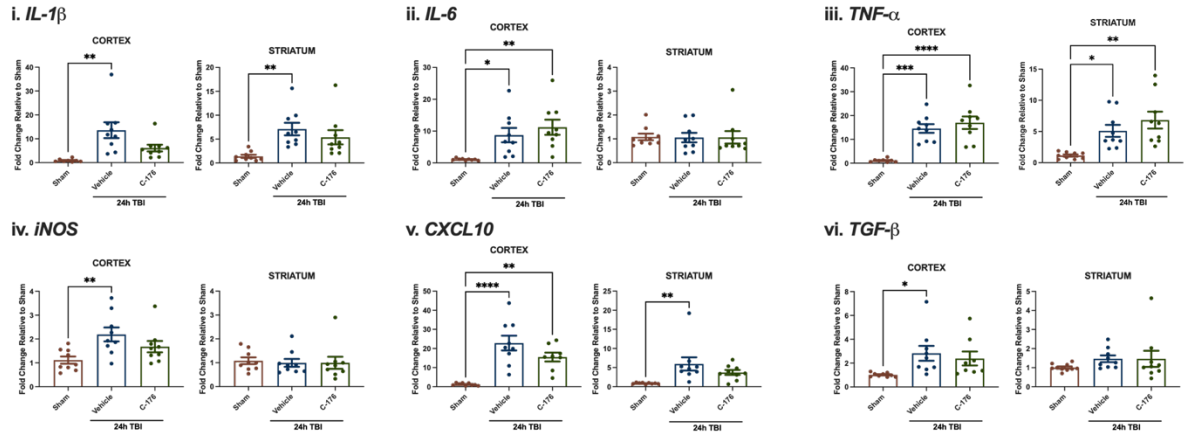 i. IL-1β
CORTEX
**
Fold Change Relative to Sham
40
30
20
10
0
Sham
Vehicle
C-176
24h TBI
STRIATUM
**
Fold Change Relative to Sham
20
15
10
5
0
Sham
Vehicle
C-176
24h TBI
ii. IL-6
CORTEX
**
*
Fold Change Relative to Sham
30
20
10
0
Sham
Vehicle
C-176
24h TBI
STRIATUM
Fold Change Relative to Sham
4
3
2
1
0
Sham
Vehicle
C-176
24h TBI
iii. TNF-α
CORTEX
****
***
Fold Change Relative to Sham
40
30
20
10
0
Sham
Vehicle
C-176
24h TBI
STRIATUM
**
*
Fold Change Relative to Sham
15
10
5
0
Sham
Vehicle
C-176
24h TBI
iv. iNOS
CORTEX
**
Fold Change Relative to Sham
4
3
2
1
0
Sham
Vehicle
C-176
24h TBI
STRIATUM
Fold Change Relative to Sham
4
3
2
1
0
Sham
Vehicle
C-176
24h TBI
v. CXCL10
CORTEX
**
****
Fold Change Relative to Sham
50
40
30
20
10
0
Sham
Vehicle
C-176
24h TBI
STRIATUM
**
Fold Change Relative to Sham
25
20
15
10
5
0
Sham
Vehicle
C-176
24h TBI
vi. TGF-β
CORTEX
*
Fold Change Relative to Sham
8
6
4
2
0
Sham
Vehicle
C-176
24h TBI
STRIATUM
Fold Change Relative to Sham
5
4
3
2
1
0
Sham
Vehicle
C-176
24h TBI